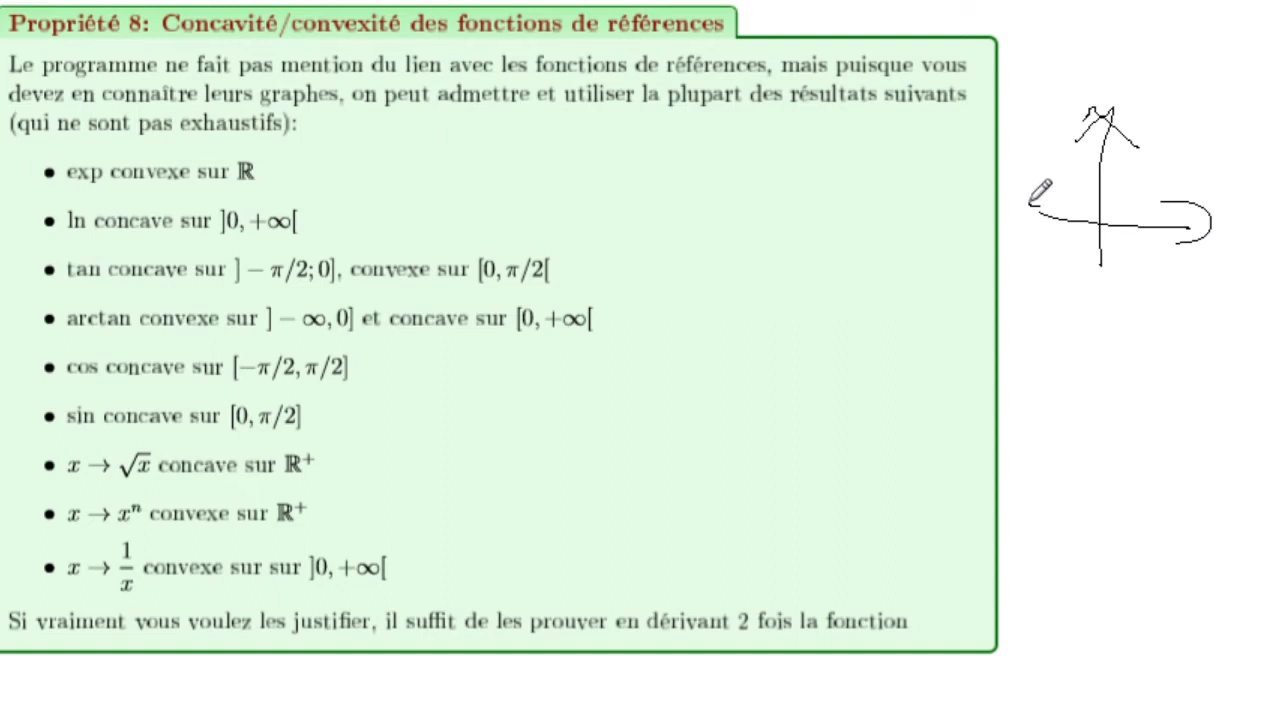 Propriété 8: Concavité/convexité des fonctions de références
Le programme ne fait pas mention du lien avec les fonctions de références, mais puisque vous
devez en connaître leurs graphes, on peut admettre et utiliser la plupart des résultats suivants
(qui ne sont pas exhaustifs):
• exp convexe sur ℝ
• ln concave sur ]0, +∞[
• tan concave sur ] − π/2; 0], convexe sur [0, π/2[
• arctan convexe sur ] − ∞, 0] et concave sur [0, +∞[
• cos concave sur [−π/2, π/2]
• sin concave sur [0, π/2]
• x → √x concave sur ℝ⁺
• x → xⁿ convexe sur ℝ⁺
• x → 1/x convexe sur sur ]0, +∞[
Si vraiment vous voulez les justifier, il suffit de les prouver en dérivant 2 fois la fonction